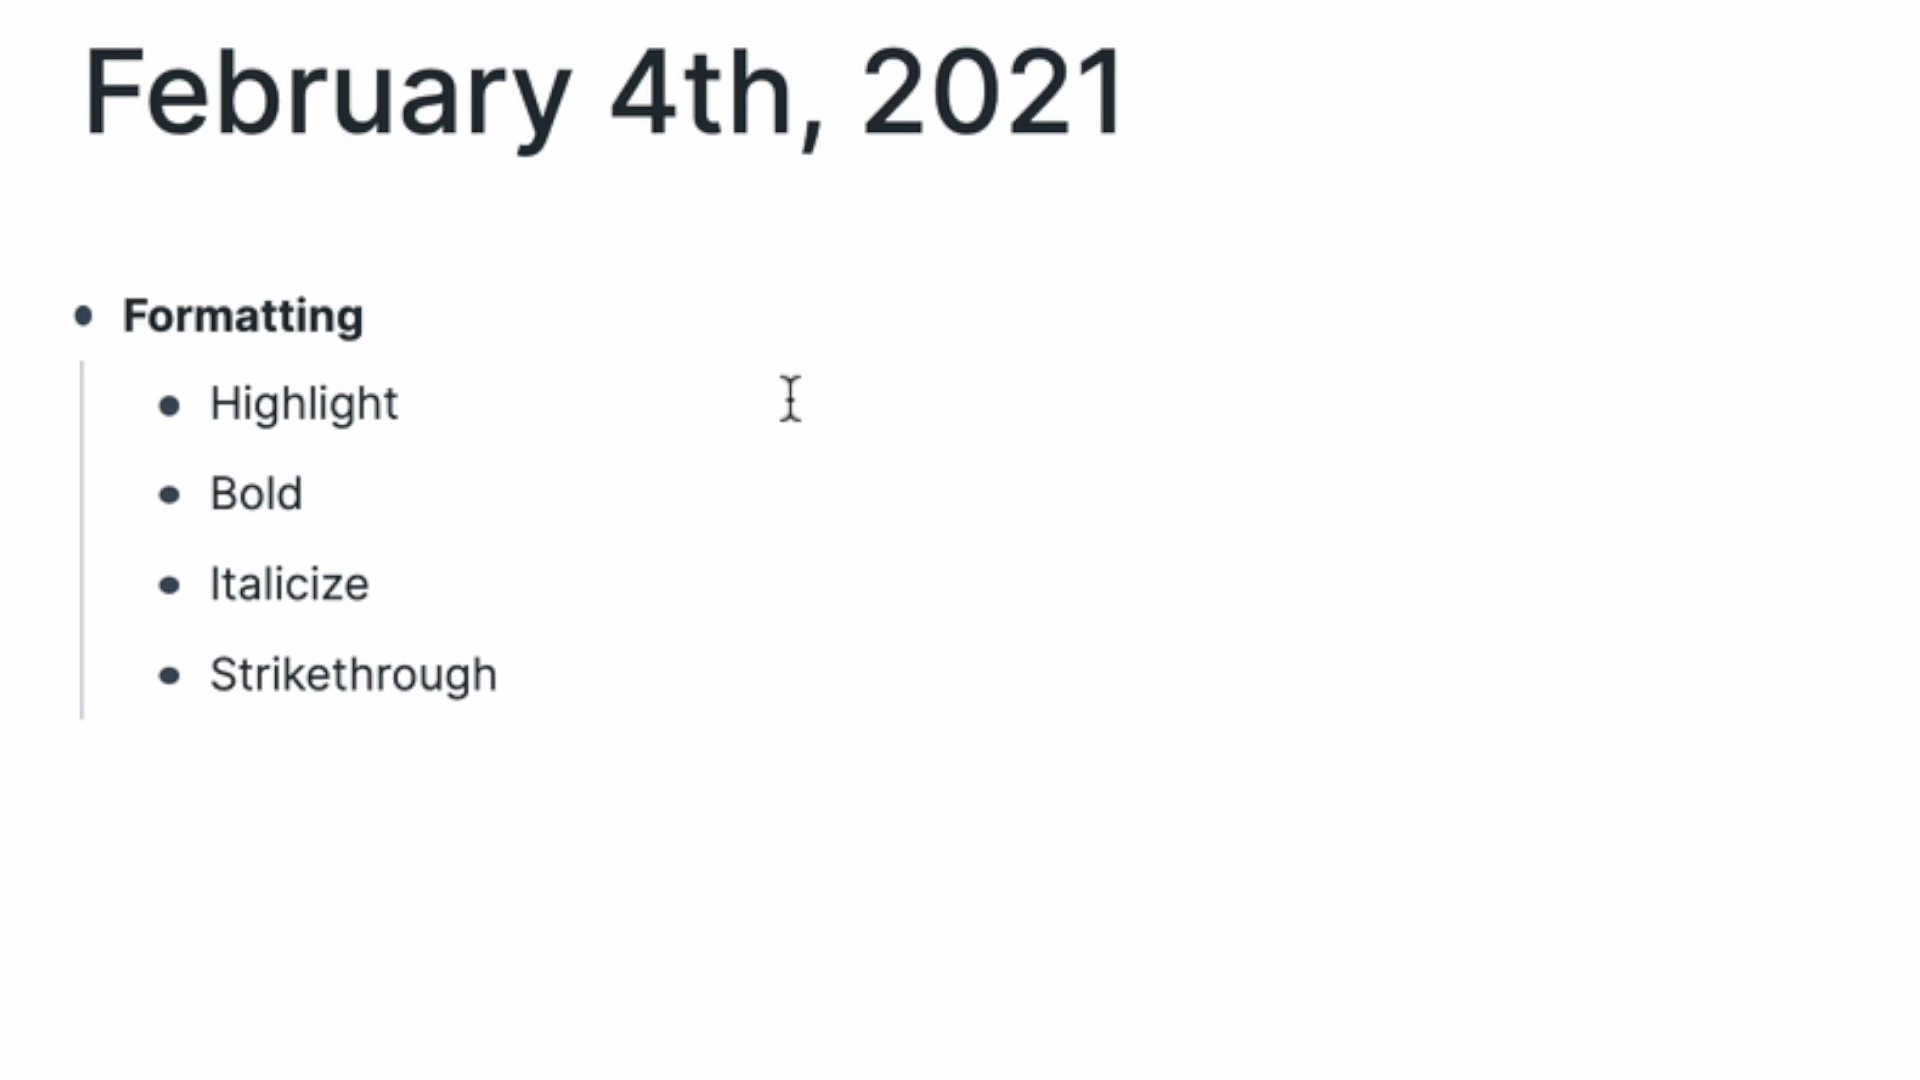 February 4th, 2021
Formatting
Highlight
Bold
Italicize
Strikethrough